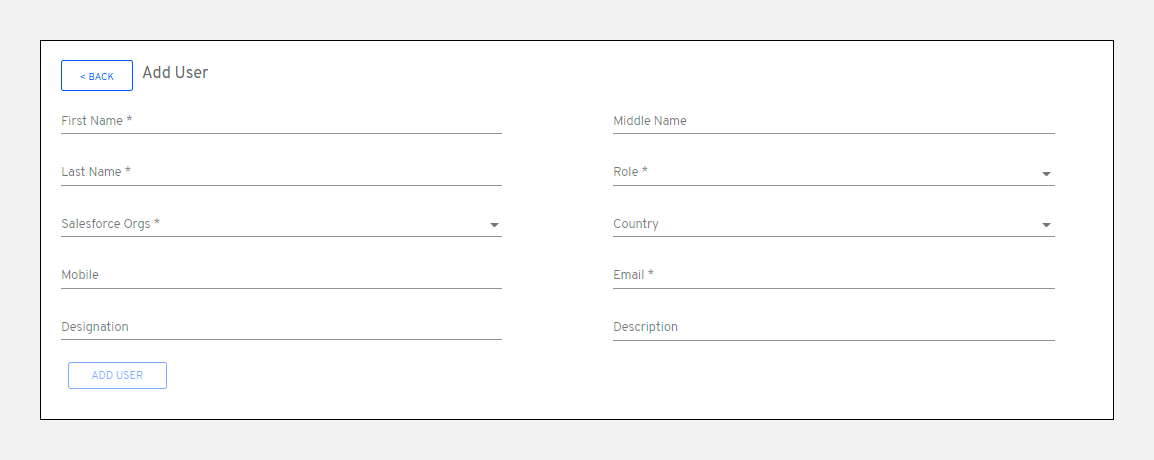 < BACK Add User
First Name * Middle Name
Last Name * Role *
Salesforce Orgs * Country
Mobile Email *
Designation Description
ADD USER